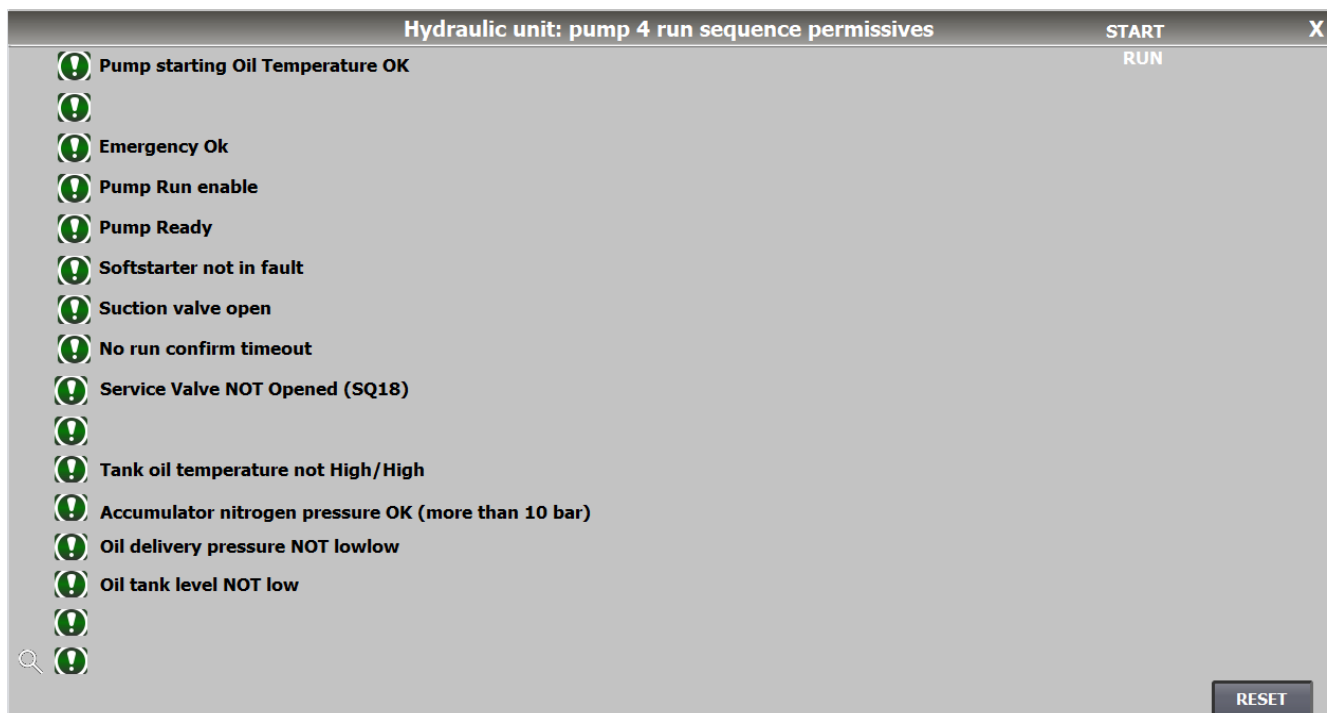 Hydraulic unit: pump 4 run sequence permissives START X
RUN
Pump starting Oil Temperature OK
Emergency Ok
Pump Run enable
Pump Ready
Softstarter not in fault
Suction valve open
No run confirm timeout
Service Valve NOT Opened (SQ18)
Tank oil temperature not High/High
Accumulator nitrogen pressure OK (more than 10 bar)
Oil delivery pressure NOT lowlow
Oil tank level NOT low
RESET